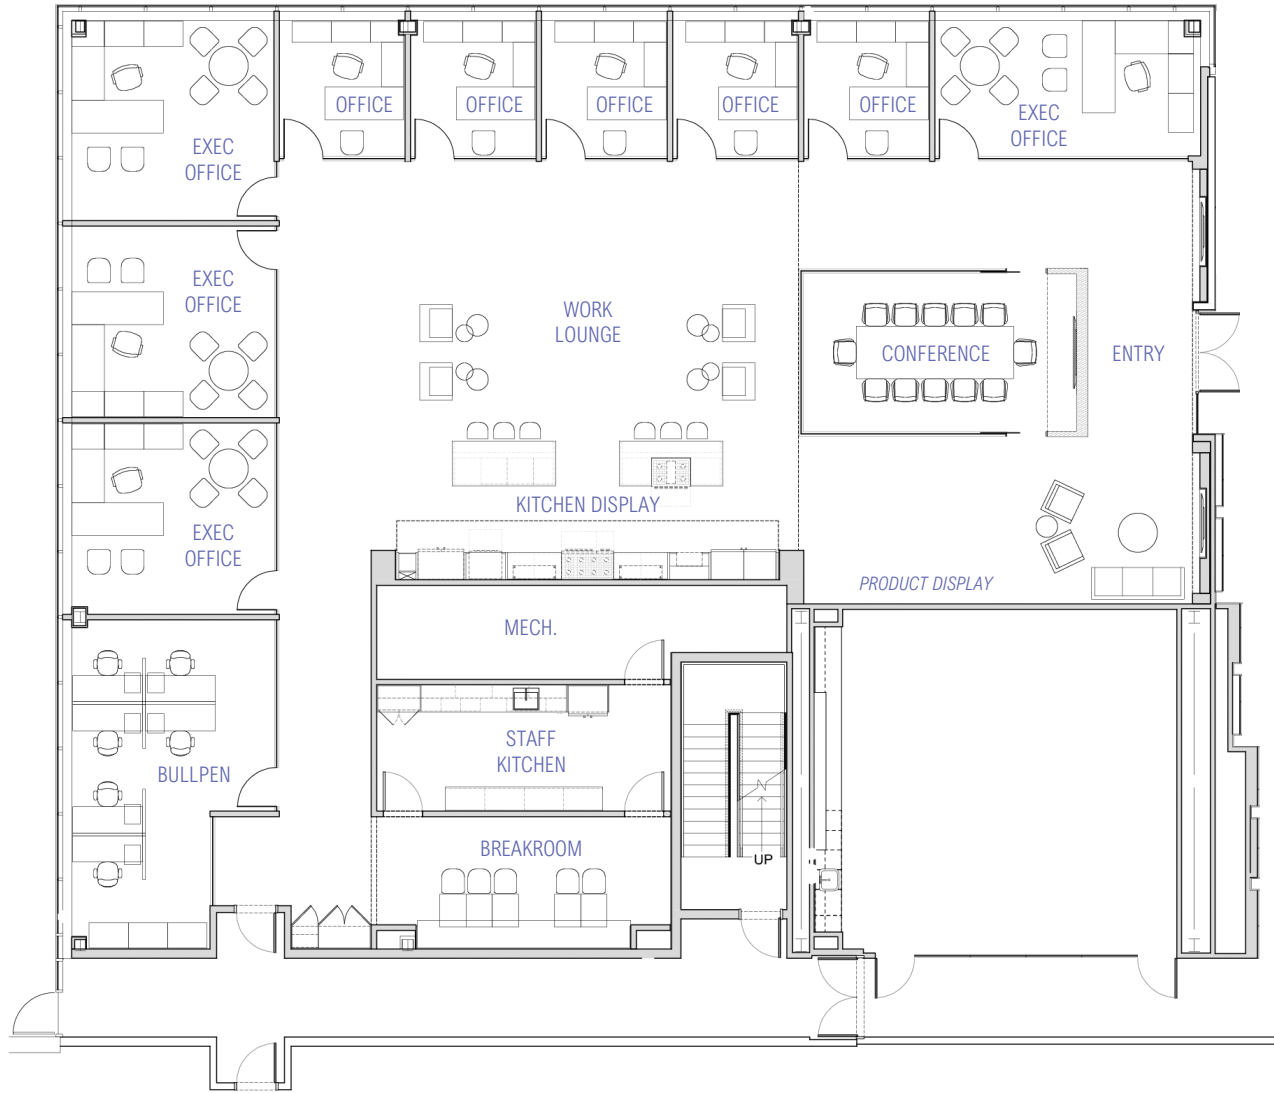 OFFICE
OFFICE
OFFICE
OFFICE
OFFICE
EXEC
OFFICE
EXEC
OFFICE
EXEC
OFFICE
WORK
LOUNGE
CONFERENCE
ENTRY
KITCHEN DISPLAY
EXEC
OFFICE
PRODUCT DISPLAY
MECH.
STAFF
KITCHEN
BULLPEN
BREAKROOM
UP